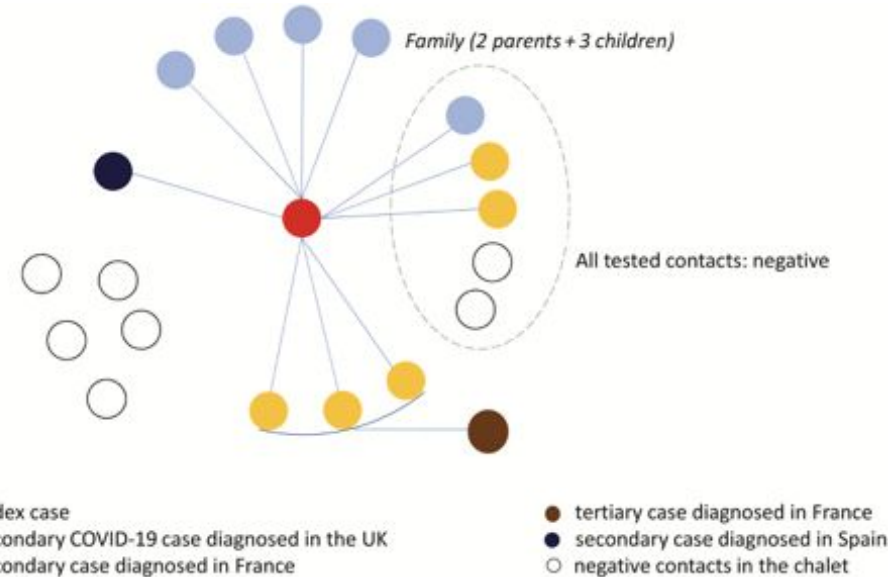 Family (2 parents + 3 children)
All tested contacts: negative
dex case
condary COVID-19 case diagnosed in the UK
condary case diagnosed in France
tertiary case diagnosed in France
secondary case diagnosed in Spain
negative contacts in the chalet